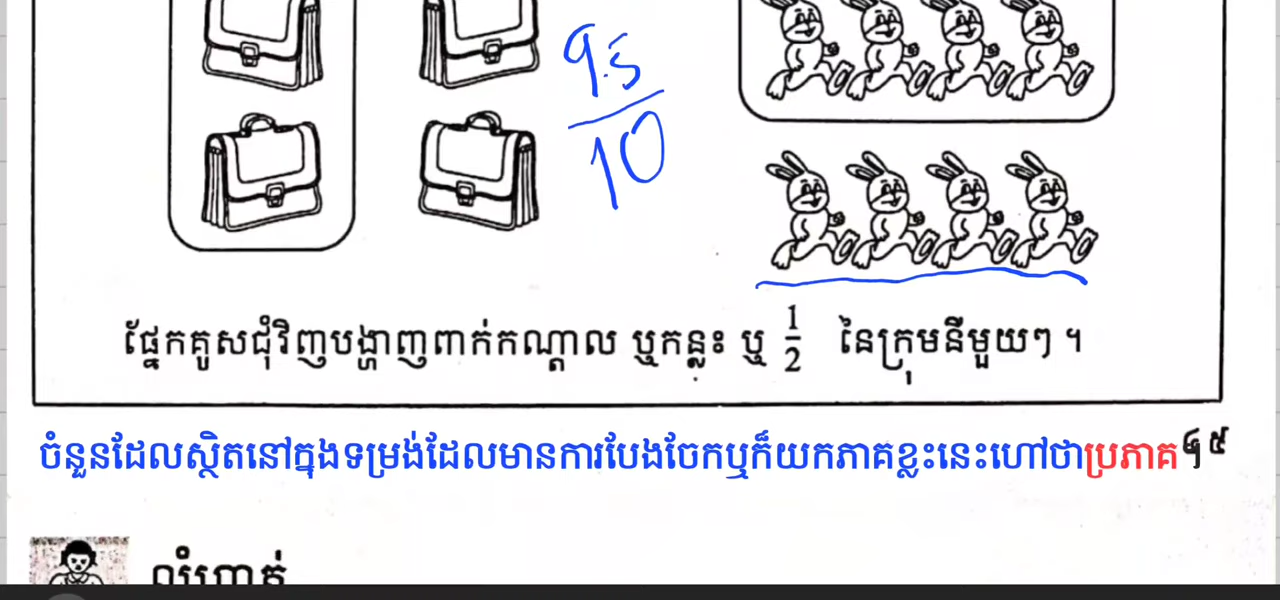 9.5
10
ផ្នែកគូសជុំវិញបង្ហាញពាក់កណ្ដាល ឬកន្លះ ឬ 1/2 នៃក្រុមនីមួយៗ ។
ចំនួនដែលស្ថិតនៅក្នុងទម្រង់ដែលមានការបែងចែកឬក៏យកភាគខ្លះនេះហៅថាប្រភាគ ។
លំហាត់